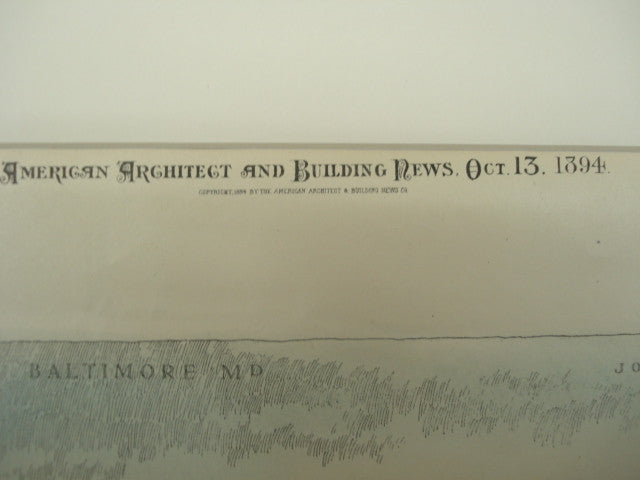 AMERICAN ARCHITECT AND BUILDING NEWS, OCT. 13. 1894.
COPYRIGHT, 1894 BY THE AMERICAN ARCHITECT & BUILDING NEWS CO
BALTIMORE MD JO